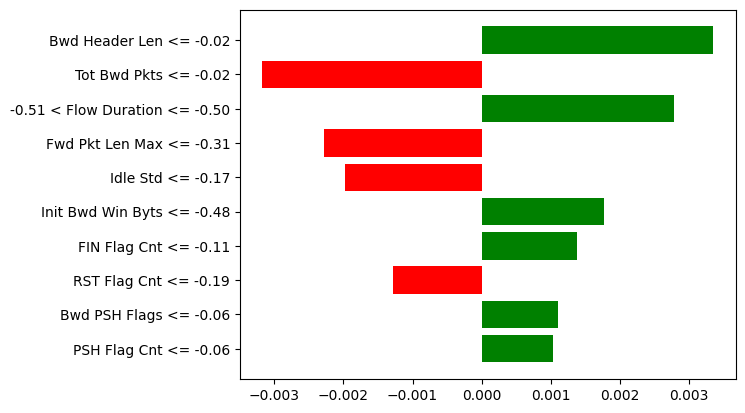 Bwd Header Len <= -0.02
Tot Bwd Pkts <= -0.02
-0.51 < Flow Duration <= -0.50
Fwd Pkt Len Max <= -0.31
Idle Std <= -0.17
Init Bwd Win Byts <= -0.48
FIN Flag Cnt <= -0.11
RST Flag Cnt <= -0.19
Bwd PSH Flags <= -0.06
PSH Flag Cnt <= -0.06
−0.003 −0.002 −0.001 0.000 0.001 0.002 0.003